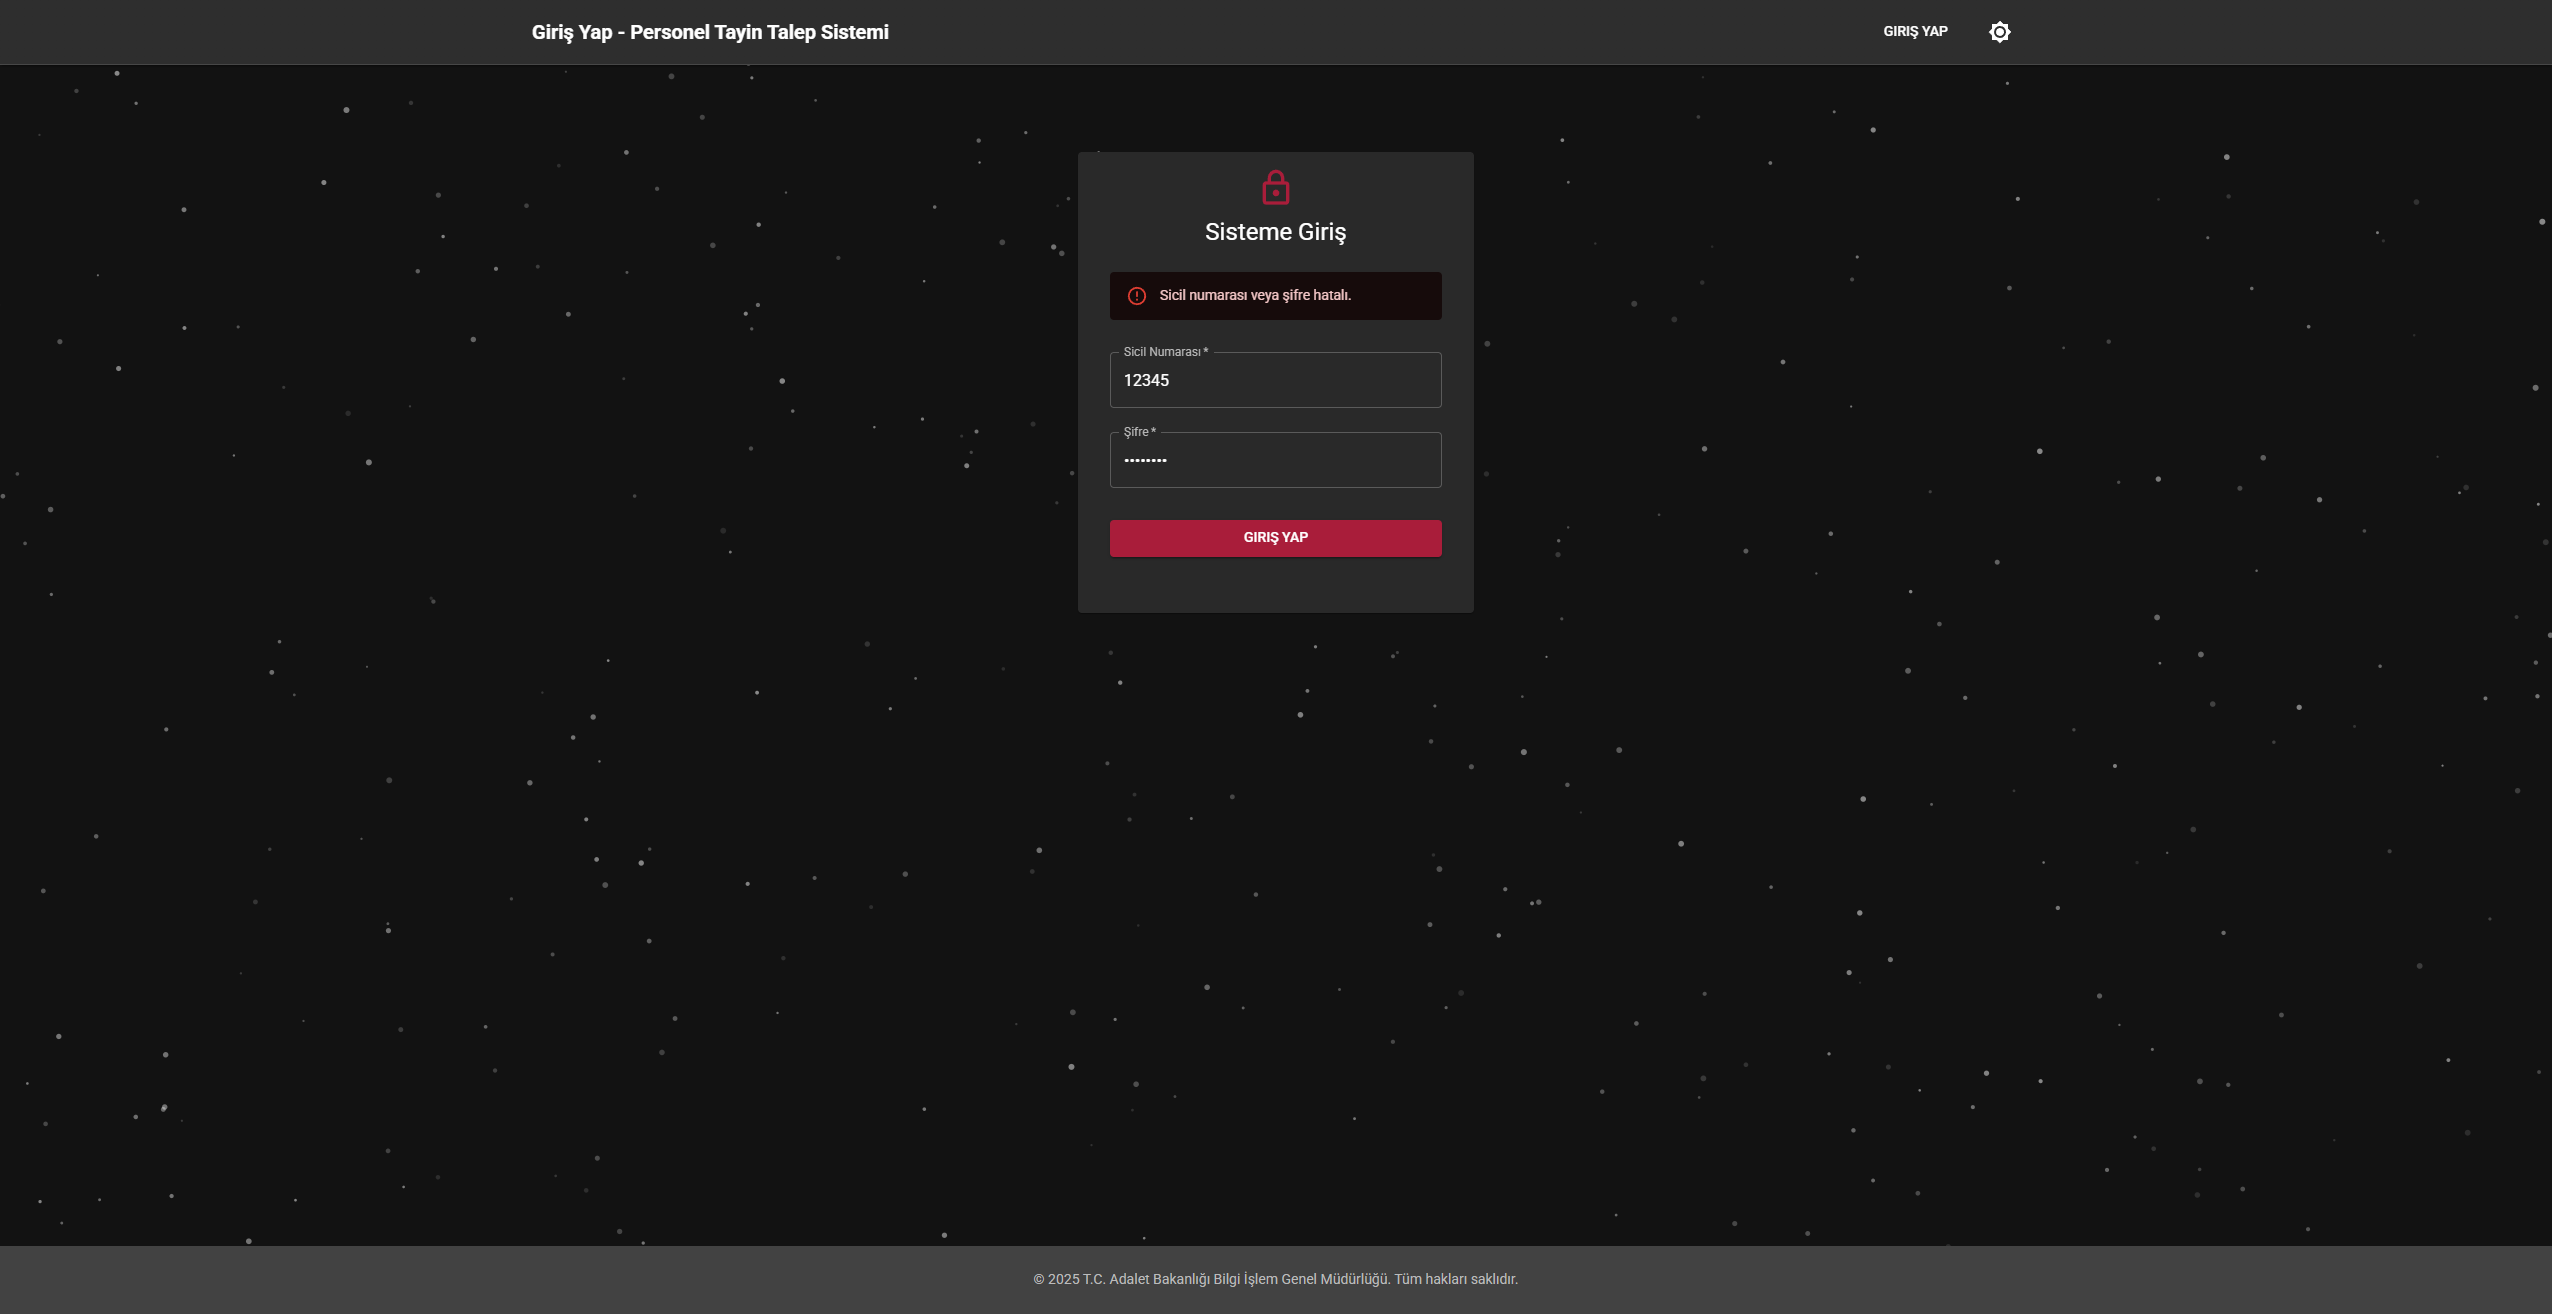 Giriş Yap - Personel Tayin Talep Sistemi
GIRIŞ YAP
Sisteme Giriş
Sicil numarası veya şifre hatalı.
Sicil Numarası *
12345
Şifre *
••••••••
GIRIŞ YAP
© 2025 T.C. Adalet Bakanlığı Bilgi İşlem Genel Müdürlüğü. Tüm hakları saklıdır.